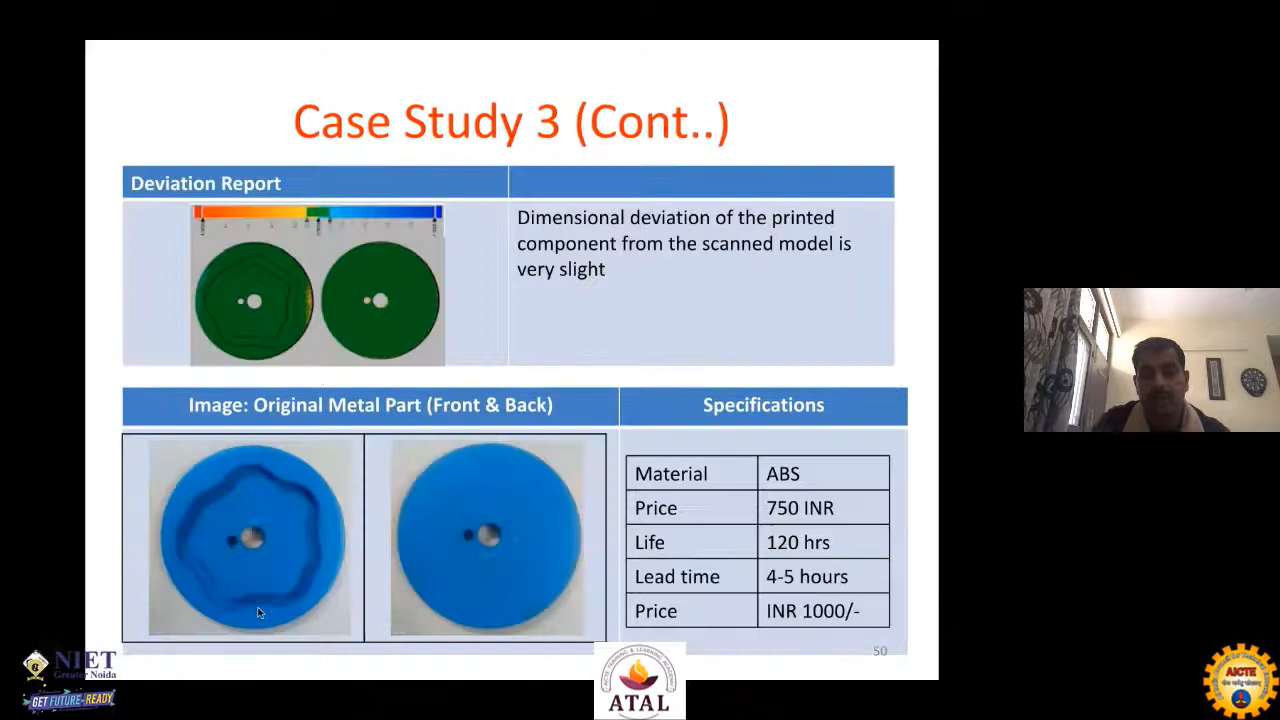 Case Study 3 (Cont..)
Deviation Report
Dimensional deviation of the printed
component from the scanned model is
very slight
Image: Original Metal Part (Front & Back)
Specifications
Material ABS
Price 750 INR
Life 120 hrs
Lead time 4-5 hours
Price INR 1000/-
50
NIET
Greater Noida
GET FUTURE-READY
ATAL
AICTE